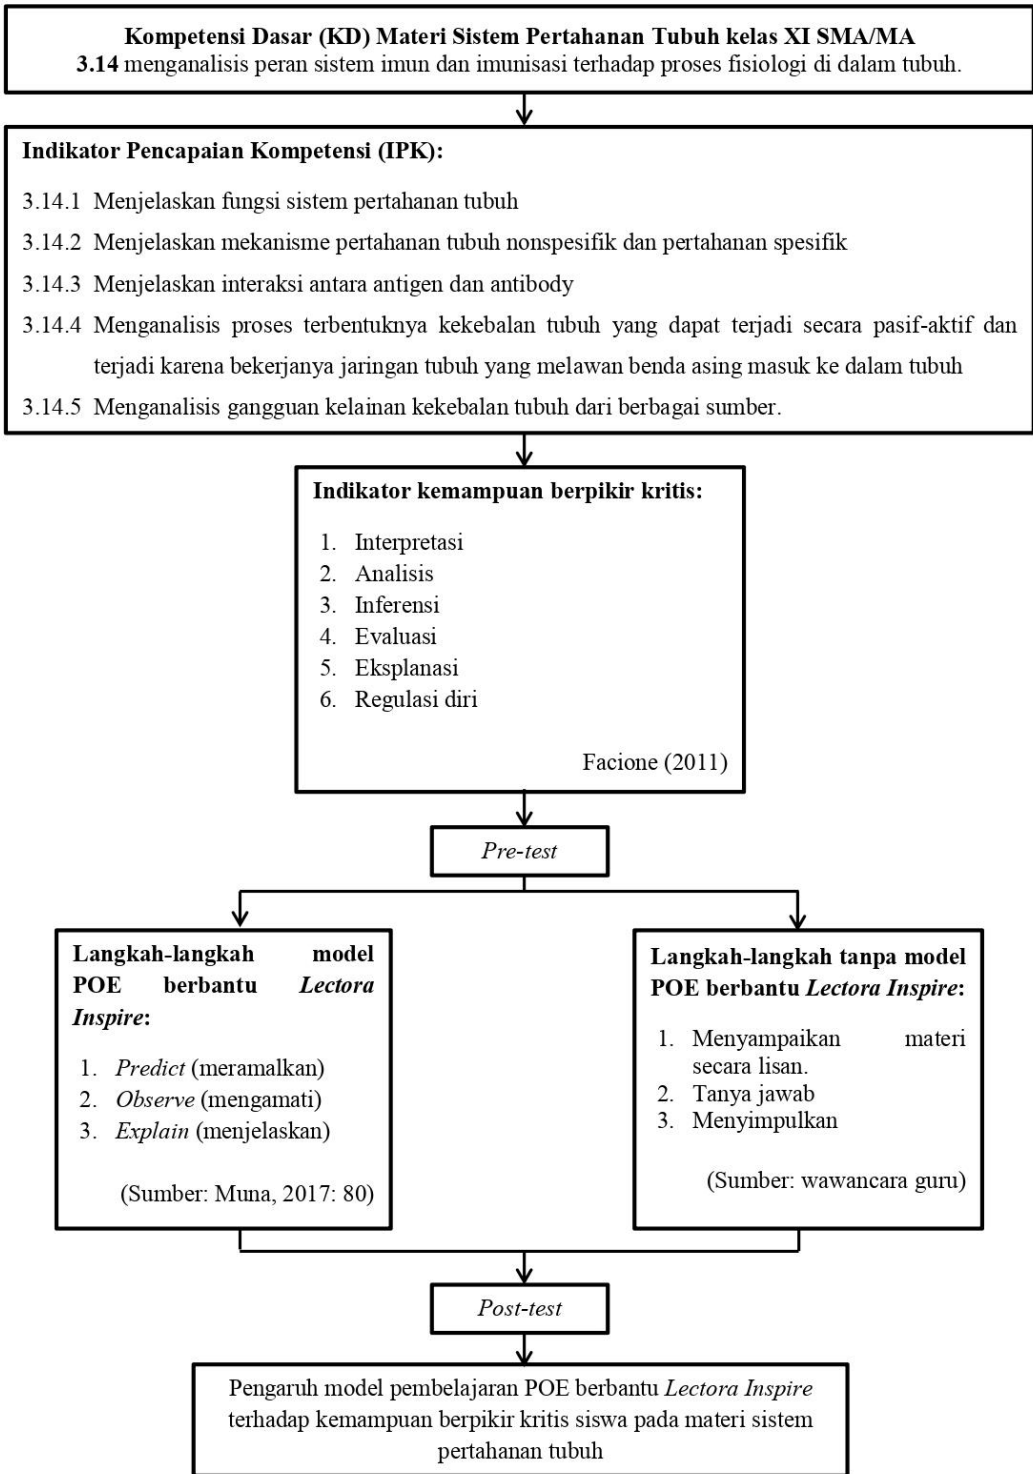 Kompetensi Dasar (KD) Materi Sistem Pertahanan Tubuh kelas XI SMA/MA
3.14 menganalisis peran sistem imun dan imunisasi terhadap proses fisiologi di dalam tubuh.
Indikator Pencapaian Kompetensi (IPK):
3.14.1 Menjelaskan fungsi sistem pertahanan tubuh
3.14.2 Menjelaskan mekanisme pertahanan tubuh nonspesifik dan pertahanan spesifik
3.14.3 Menjelaskan interaksi antara antigen dan antibody
3.14.4 Menganalisis proses terbentuknya kekebalan tubuh yang dapat terjadi secara pasif-aktif dan
terjadi karena bekerjanya jaringan tubuh yang melawan benda asing masuk ke dalam tubuh
3.14.5 Menganalisis gangguan kelainan kekebalan tubuh dari berbagai sumber.
Indikator kemampuan berpikir kritis:
1. Interpretasi
2. Analisis
3. Inferensi
4. Evaluasi
5. Eksplanasi
6. Regulasi diri
Facione (2011)
Pre-test
Langkah-langkah model
POE berbantu Lectora
Inspire:
1. Predict (meramalkan)
2. Observe (mengamati)
3. Explain (menjelaskan)
(Sumber: Muna, 2017: 80)
Langkah-langkah tanpa model
POE berbantu Lectora Inspire:
1. Menyampaikan materi
secara lisan.
2. Tanya jawab
3. Menyimpulkan
(Sumber: wawancara guru)
Post-test
Pengaruh model pembelajaran POE berbantu Lectora Inspire
terhadap kemampuan berpikir kritis siswa pada materi sistem
pertahanan tubuh